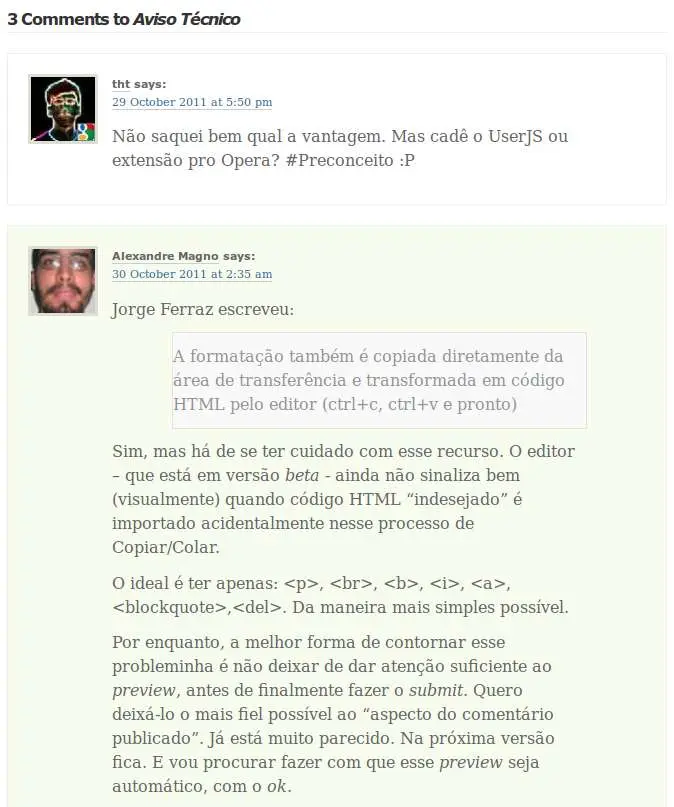 3 Comments to Aviso Técnico
tht says:
29 October 2011 at 5:50 pm
Não saquei bem qual a vantagem. Mas cadê o UserJS ou
extensão pro Opera? #Preconceito :P
Alexandre Magno says:
30 October 2011 at 2:35 am
Jorge Ferraz escreveu:
A formatação também é copiada diretamente da
área de transferência e transformada em código
HTML pelo editor (ctrl+c, ctrl+v e pronto)
Sim, mas há de se ter cuidado com esse recurso. O editor
– que está em versão beta - ainda não sinaliza bem
(visualmente) quando código HTML “indesejado” é
importado acidentalmente nesse processo de
Copiar/Colar.
O ideal é ter apenas: <p>, <br>, <b>, <i>, <a>,
<blockquote>,<del>. Da maneira mais simples possível.
Por enquanto, a melhor forma de contornar esse
probleminha é não deixar de dar atenção suficiente ao
preview, antes de finalmente fazer o submit. Quero
deixá-lo o mais fiel possível ao “aspecto do comentário
publicado”. Já está muito parecido. Na próxima versão
fica. E vou procurar fazer com que esse preview seja
automático, com o ok.